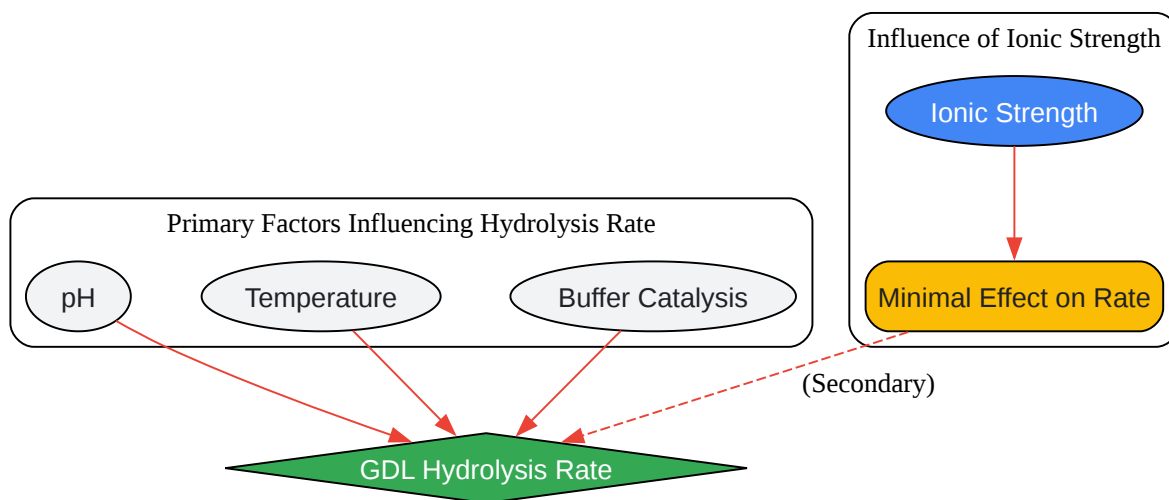 Influence of Ionic Strength
Ionic Strength
Primary Factors Influencing Hydrolysis Rate
pH
Temperature
Buffer Catalysis
Minimal Effect on Rate
(Secondary)
GDL Hydrolysis Rate